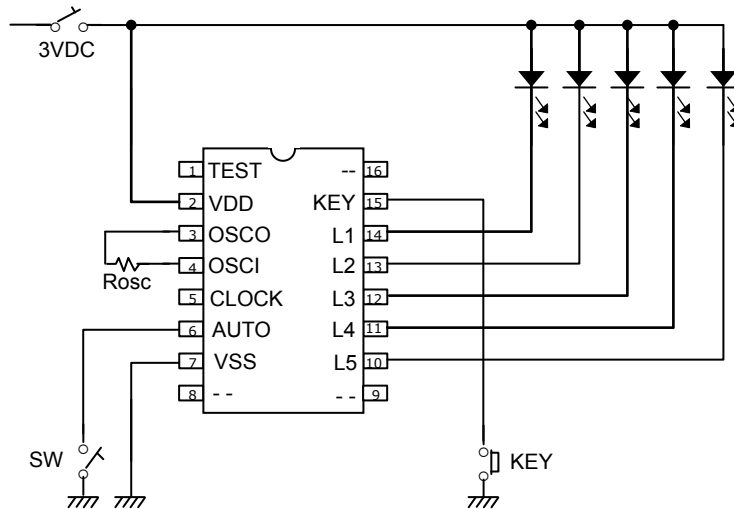 3VDC
1 TEST -- 16
2 VDD KEY 15
3 OSCO L1 14
4 OSCI L2 13
Rosc
5 CLOCK L3 12
6 AUTO L4 11
7 VSS L5 10
8 -- -- 9
SW
KEY